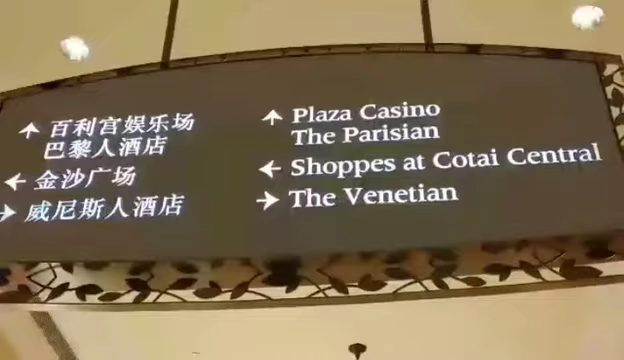 ↑ 百利宫娱乐场
巴黎人酒店
← 金沙广场
→ 威尼斯人酒店
↑ Plaza Casino
The Parisian
← Shoppes at Cotai Central
→ The Venetian